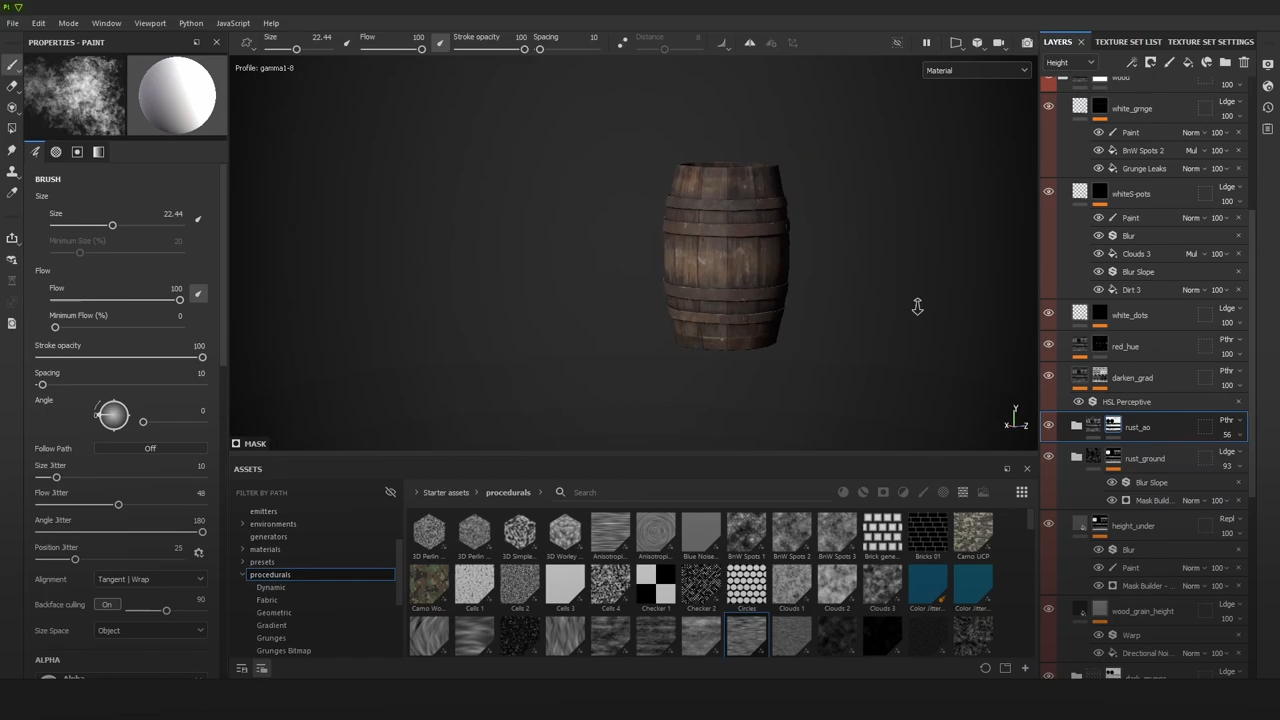 Pt
File Edit Mode Window Viewport Python JavaScript Help
PROPERTIES - PAINT
Size 22.44 Flow 100 Stroke opacity 100 Spacing 10 Distance 8
LAYERS TEXTURE SET LIST TEXTURE SET SETTINGS
Height
Profile: gamma1-8
Material
BRUSH
Size
Size 22.44
Minimum Size (%) 20
Flow
Flow 100
Minimum Flow (%) 0
Stroke opacity 100
Spacing 10
Angle
0
Follow Path Off
Size Jitter 10
Flow Jitter 48
Angle Jitter 180
Position Jitter 25
Alignment Tangent | Wrap
Backface culling On 90
Size Space Object
ALPHA
Alpha
Y
X Z
MASK
ASSETS
FILTER BY PATH
emitters
environments
generators
materials
presets
procedurals
Dynamic
Fabric
Geometric
Gradient
Grunges
Grunges Bitmap
Starter assets procedurals Search
3D Perlin ... 3D Simple... 3D Worley ... Anisotropi... Anisotropi... Blue Noise... BnW Spots 1 BnW Spots 2 BnW Spots 3 Brick gene... Bricks 01 Camo UCP
Camo Wo... Cells 1 Cells 2 Cells 3 Cells 4 Checker 1 Checker 2 Circles Clouds 1 Clouds 2 Clouds 3 Color Jitter... Color Jitter...
wood 100
white_grnge Ldge 100
Paint Norm 100
BnW Spots 2 Mul 100
Grunge Leaks Norm 100
whiteS-pots Ldge 100
Paint Norm 100
Blur
Clouds 3 Mul 100
Blur Slope
Dirt 3 Norm 100
white_dots Ldge 100
red_hue Pthr 100
darken_grad Pthr 100
HSL Perceptive
rust_ao Pthr 56
rust_ground Ldge 93
Blur Slope
Mask Build... Norm 100
height_under Repl 100
Blur
Paint Norm 100
Mask Builder - ... Norm 100
wood_grain_height Ldge 100
Warp
Directional Noi... Norm 100
Ldge